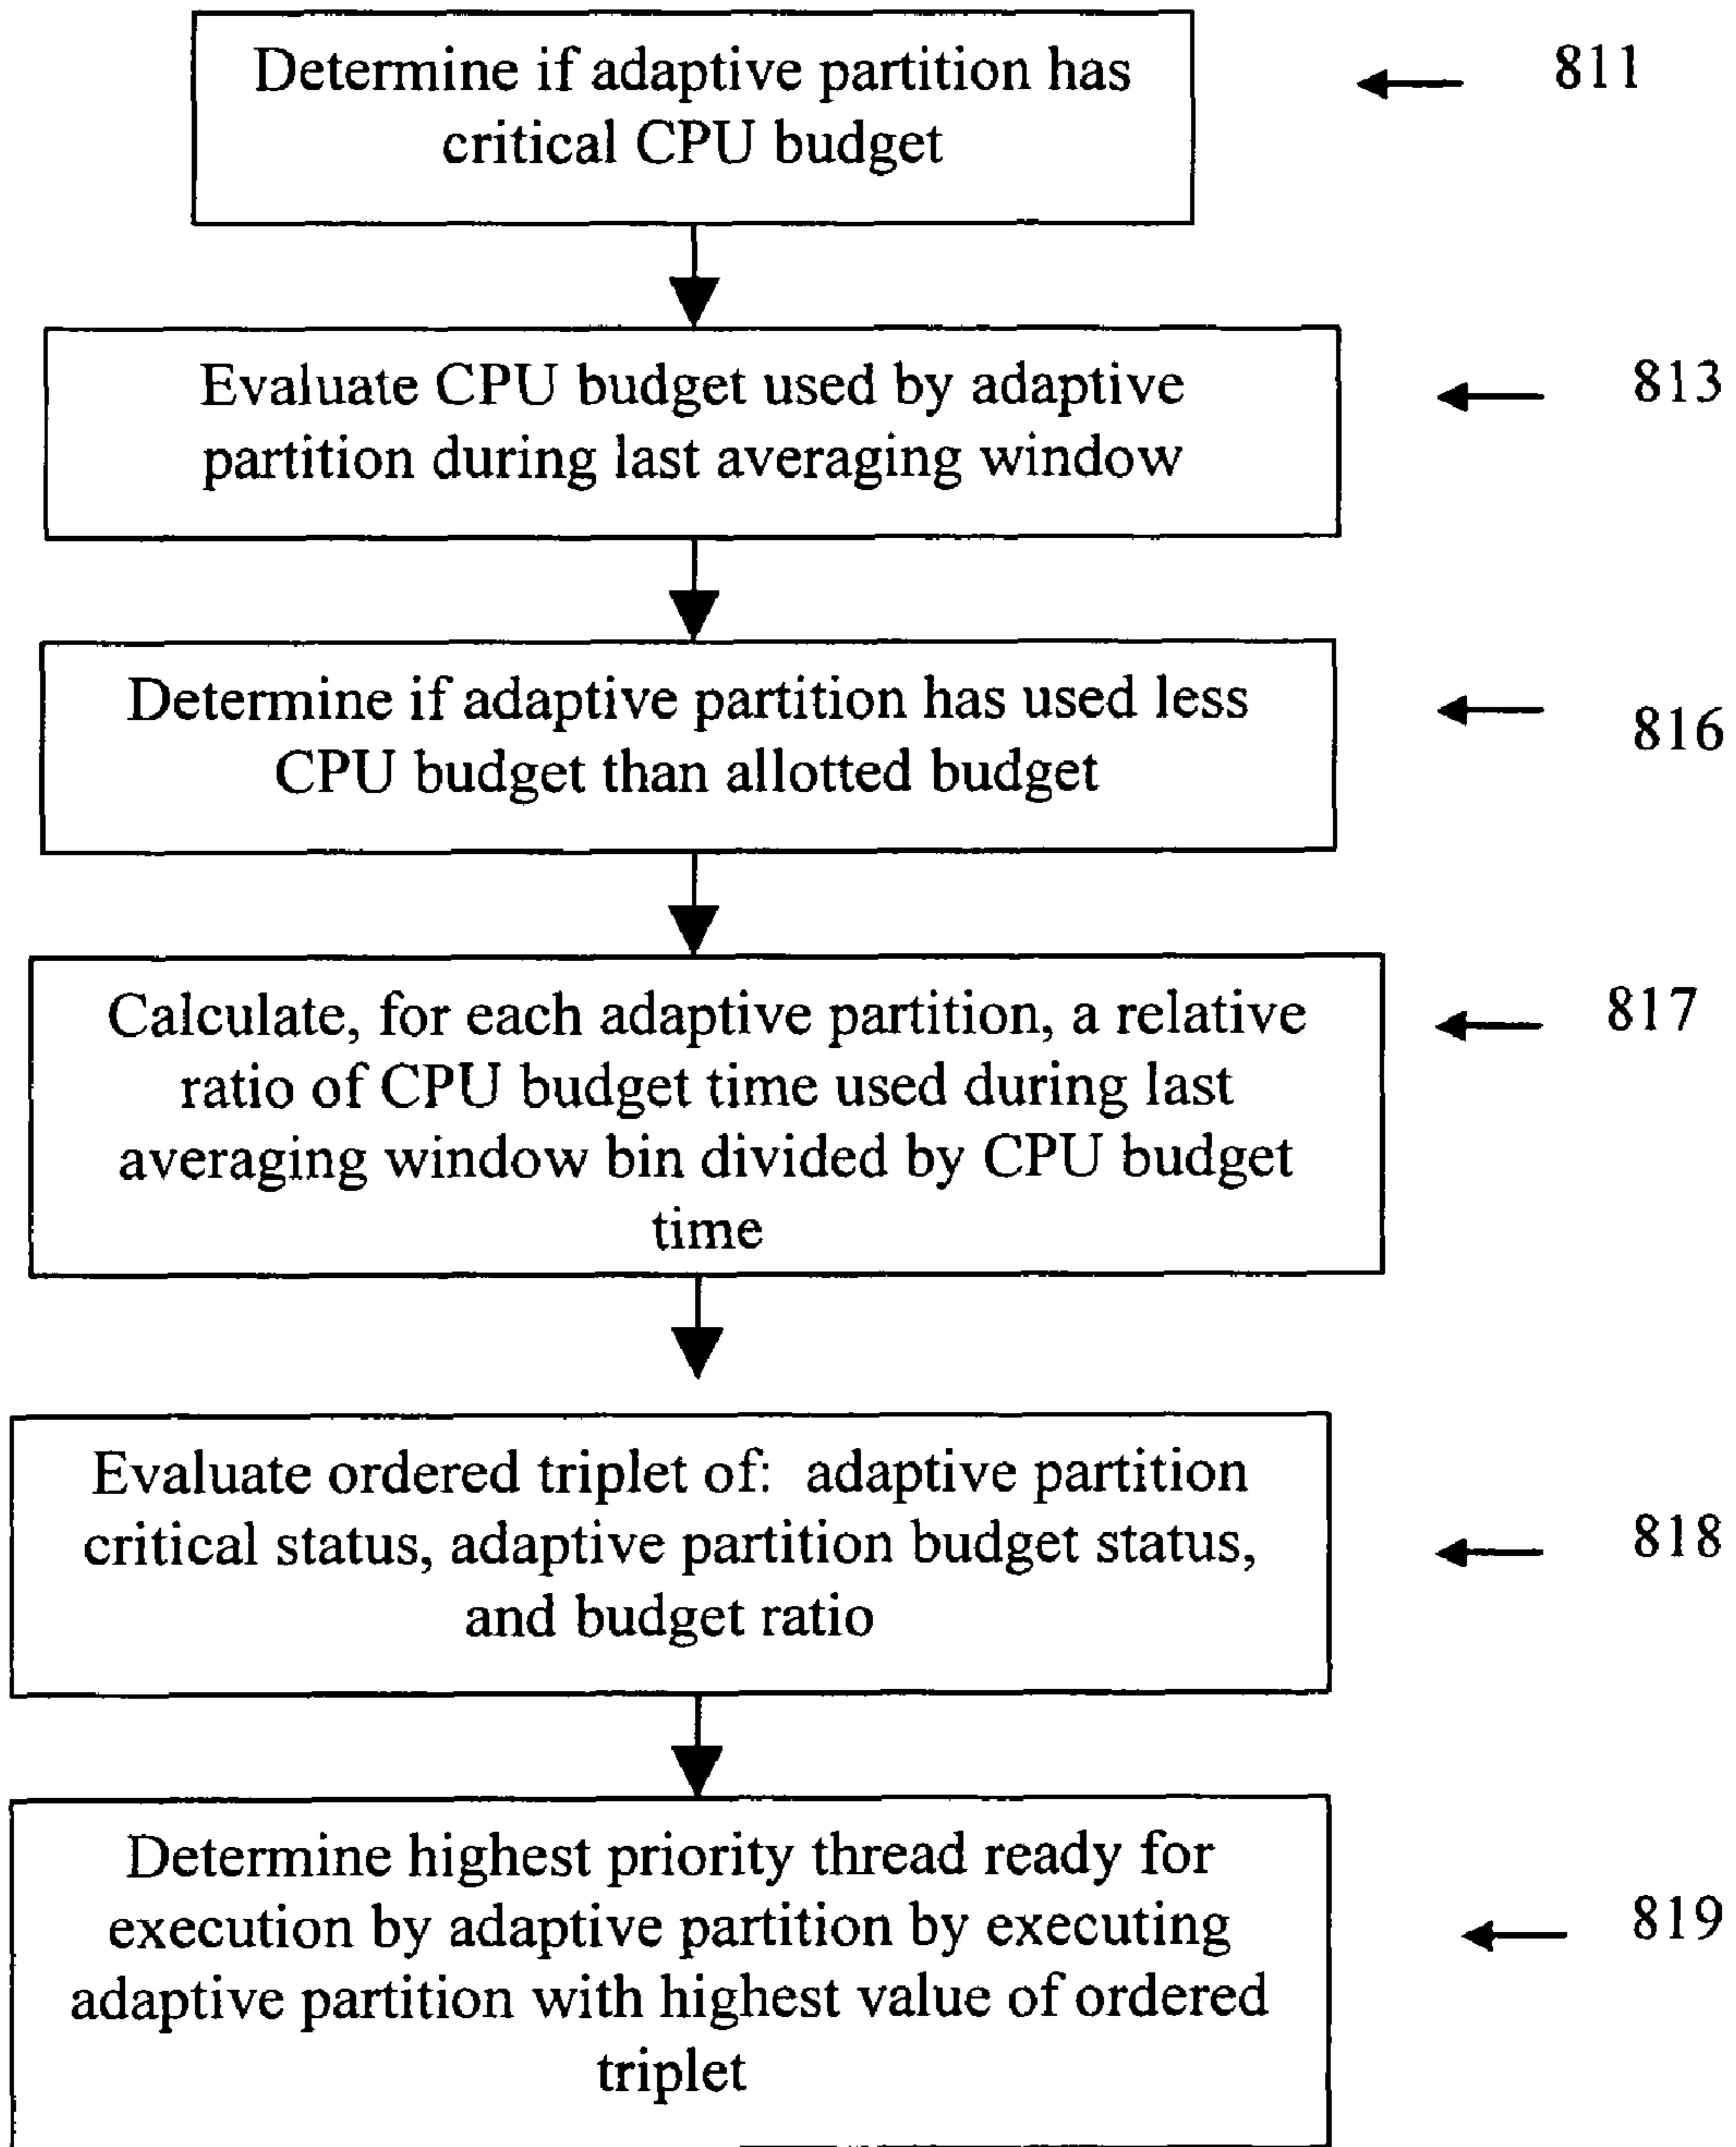 Determine if adaptive partition has
critical CPU budget
811
Evaluate CPU budget used by adaptive
partition during last averaging window
813
Determine if adaptive partition has used less
CPU budget than allotted budget
816
Calculate, for each adaptive partition, a relative
ratio of CPU budget time used during last
averaging window bin divided by CPU budget
time
817
Evaluate ordered triplet of:  adaptive partition
critical status, adaptive partition budget status,
and budget ratio
818
Determine highest priority thread ready for
execution by adaptive partition by executing
adaptive partition with highest value of ordered
triplet
819